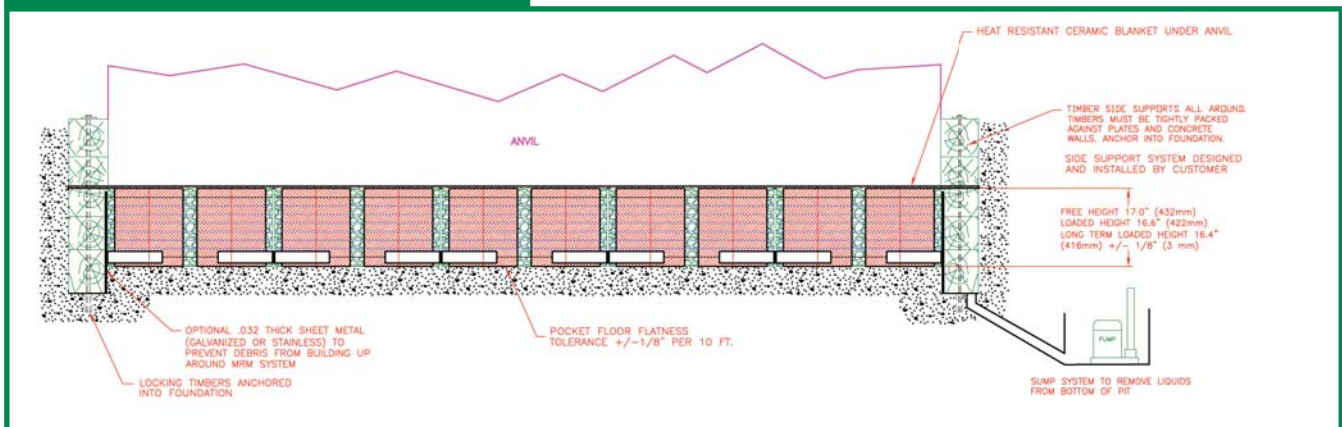 HEAT RESISTANT CERAMIC BLANKET UNDER ANVIL
TIMBER SIDE SUPPORTS ALL AROUND.
TIMBERS MUST BE TIGHTLY PACKED
AGAINST PLATES AND CONCRETE
WALLS. ANCHOR INTO FOUNDATION.
SIDE SUPPORT SYSTEM DESIGNED
AND INSTALLED BY CUSTOMER
ANVIL
FREE HEIGHT 17.0" (432mm)
LOADED HEIGHT 16.6" (422mm)
LONG TERM LOADED HEIGHT 16.4"
(416mm) +/- 1/8" (3 mm)
OPTIONAL .032 THICK SHEET METAL
(GALVANIZED OR STAINLESS) TO
PREVENT DEBRIS FROM BUILDING UP
AROUND MRM SYSTEM
POCKET FLOOR FLATNESS
TOLERANCE +/-1/8" PER 10 FT.
LOCKING TIMBERS ANCHORED
INTO FOUNDATION
PUMP
SUMP SYSTEM TO REMOVE LIQUIDS
FROM BOTTOM OF PIT